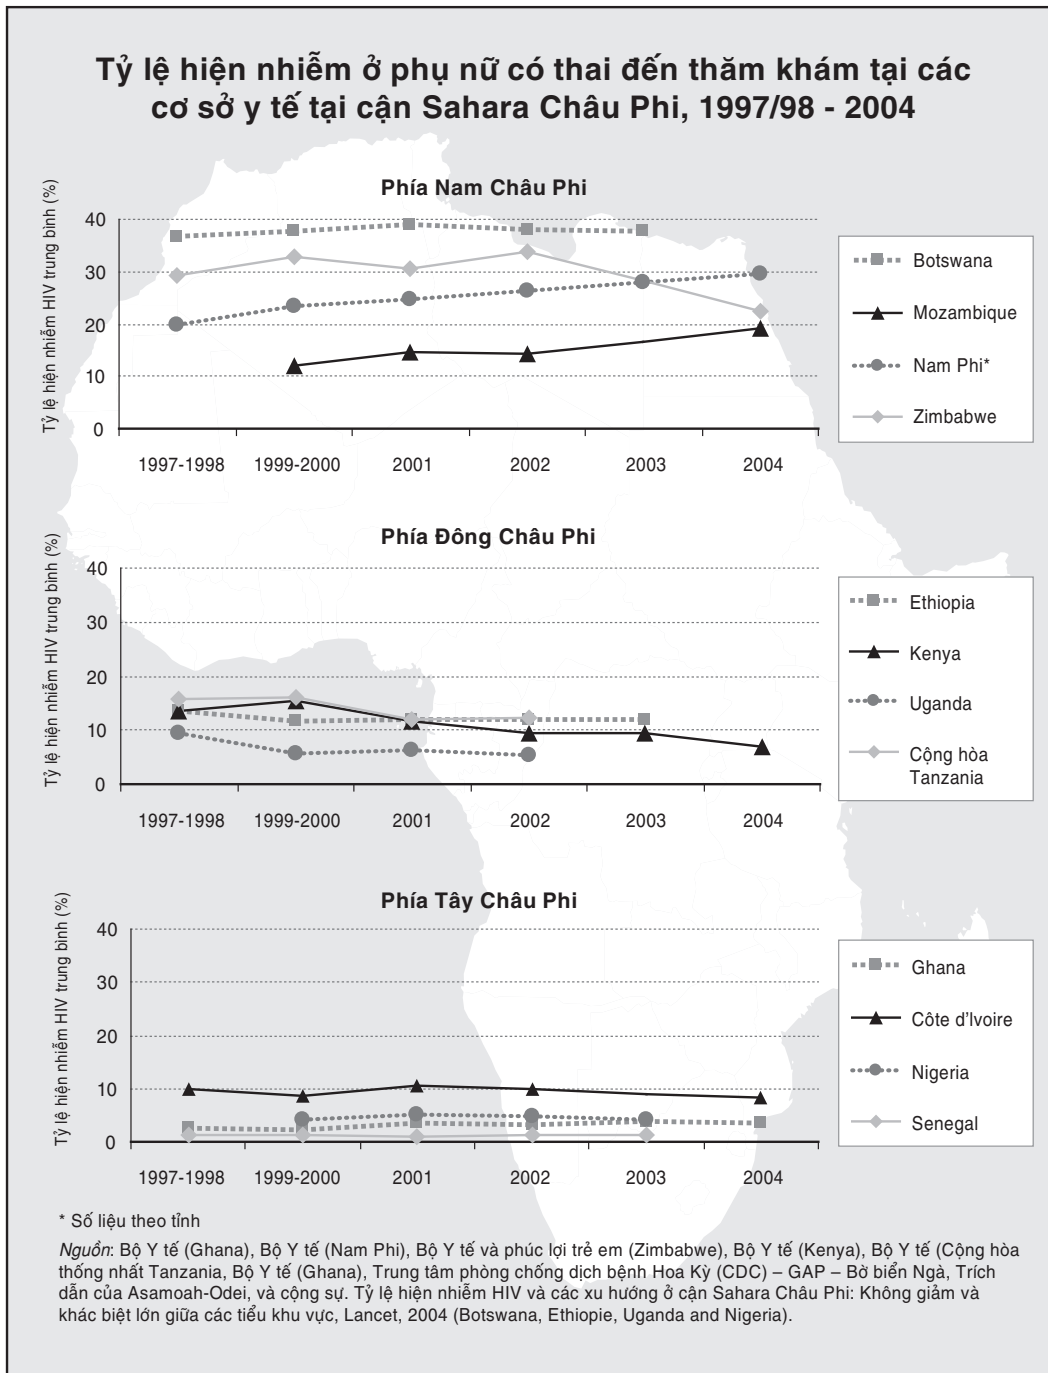 Tỷ lệ hiện nhiễm ở phụ nữ có thai đến thăm khám tại các
cơ sở y tế tại cận Sahara Châu Phi, 1997/98 - 2004
Phía Nam Châu Phi
Tỷ lệ hiện nhiễm HIV trung bình (%)
40
30
20
10
0
1997-1998 1999-2000 2001 2002 2003 2004
Botswana
Mozambique
Nam Phi*
Zimbabwe
Phía Đông Châu Phi
Tỷ lệ hiện nhiễm HIV trung bình (%)
40
30
20
10
0
1997-1998 1999-2000 2001 2002 2003 2004
Ethiopia
Kenya
Uganda
Cộng hòa
Tanzania
Phía Tây Châu Phi
Tỷ lệ hiện nhiễm HIV trung bình (%)
40
30
20
10
0
1997-1998 1999-2000 2001 2002 2003 2004
Ghana
Côte d'Ivoire
Nigeria
Senegal
* Số liệu theo tỉnh
Nguồn: Bộ Y tế (Ghana), Bộ Y tế (Nam Phi), Bộ Y tế và phúc lợi trẻ em (Zimbabwe), Bộ Y tế (Kenya), Bộ Y tế (Cộng hòa
thống nhất Tanzania, Bộ Y tế (Ghana), Trung tâm phòng chống dịch bệnh Hoa Kỳ (CDC) – GAP – Bờ biển Ngà, Trích
dẫn của Asamoah-Odei, và cộng sự. Tỷ lệ hiện nhiễm HIV và các xu hướng ở cận Sahara Châu Phi: Không giảm và
khác biệt lớn giữa các tiểu khu vực, Lancet, 2004 (Botswana, Ethiopie, Uganda and Nigeria).